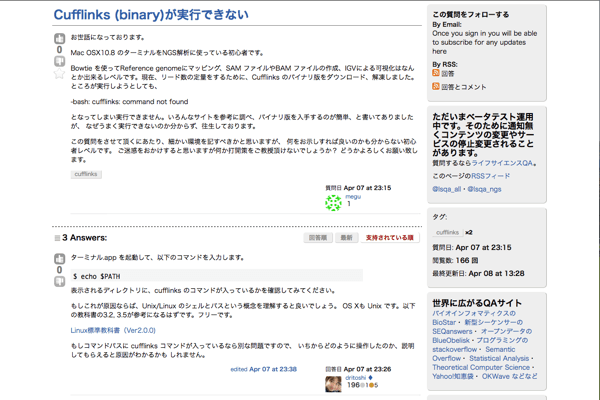 Cufflinks (binary)が実行できない
お世話になっております。
0
Mac OSX10.8 のターミナルをNGS解析に使っている初心者です。
Bowtie を使ってReference genomeにマッピング、SAM ファイルやBAM ファイルの作成、IGVによる可視化はなん
とか出来るレベルです。現在、リード数の定量をするために、Cufflinks のバイナリ版をダウンロード、解凍しました。
ところが実行しようとしても、
-bash: cufflinks: command not found
となってしまい実行できません。いろんなサイトを参考に調べ、バイナリ版を入手するのが簡単、と書いてありました
が、 なぜうまく実行できないのか分からず、往生しております。
この質問をさせて頂くにあたり、細かい環境を記すべきかと思いますが、 何をお示しすれば良いのかも分からない初心
者レベルです。 ご迷惑をおかけすると思いますが何か打開策をご教授頂けないでしょうか？ どうかよろしくお願い致し
ます。
cufflinks
質問日 Apr 07 at 23:15
megu
1
3 Answers:
回答順
最新
支持されている順
ターミナル.app を起動して、以下のコマンドを入力します。
0
$ echo $PATH
表示されるディレクトリに、cufflinks のコマンドが入っているかを確認してみてください。
もしこれが原因ならば、Unix/Linux のシェルとパスという概念を理解すると良いでしょう。 OS Xも Unix です。以下
の教科書の3.2, 3.5が参考になるはずです。フリーです。
Linux標準教科書（Ver2.0.0)
もしコマンドパスに cufflinks コマンドが入っているなら別な問題ですので、 いちからどのように操作したのか、説明
してもらえると原因がわかるかも しれません。
edited Apr 07 at 23:38
回答日 Apr 07 at 23:26
dritoshi ♦
196●1●5
この質問をフォローする
By Email:
Once you sign in you will be
able to subscribe for any updates
here
By RSS:
回答
回答とコメント
ただいまベータテスト運用
中です。そのために通知無
くコンテンツの変更やサー
ビスの停止変更されること
があります。
質問するならライフサイエンスQA。
このページのRSSフィード
@lsqa_all・@lsqa_ngs
タグ:
cufflinks ×2
質問日: Apr 07 at 23:15
閲覧数: 166 回
最終更新日: Apr 08 at 13:28
世界に広がるQAサイト
バイオインフォマティクスの
BioStar・ 新型シーケンサーの
SEQanswers・ オープンデータの
BlueObelisk・プログラミングの
stackoverflow・ Semantic
Overflow・ Statistical Analysis・
Theoretical Computer Science・
Yahoo!知恵袋・ OKWave などなど